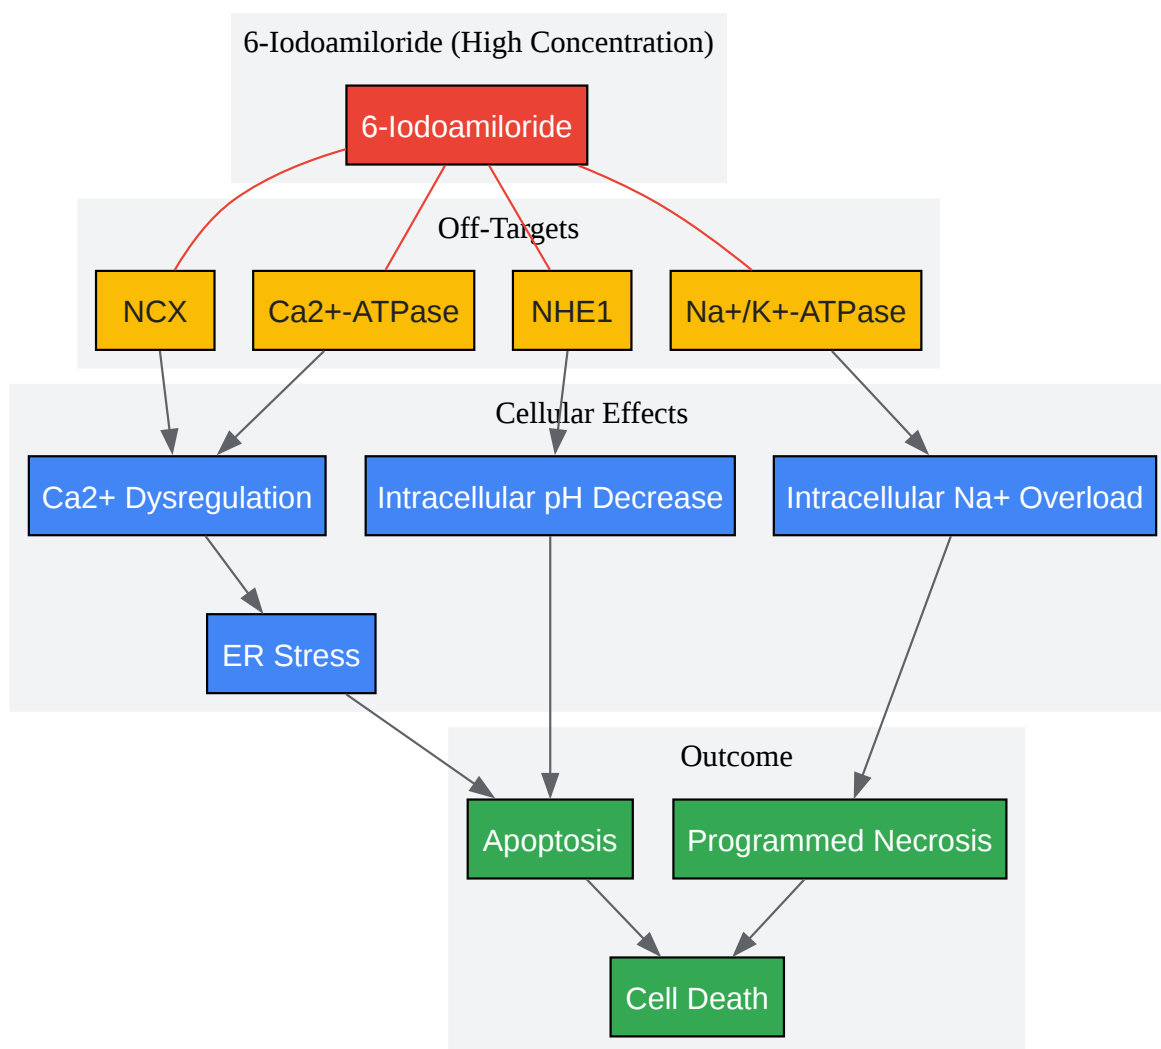 6-Iodoamiloride (High Concentration)
6-Iodoamiloride
Off-Targets
NCX
Ca2+-ATPase
NHE1
Na+/K+-ATPase
Cellular Effects
Ca2+ Dysregulation
Intracellular pH Decrease
Intracellular Na+ Overload
ER Stress
Outcome
Apoptosis
Programmed Necrosis
Cell Death